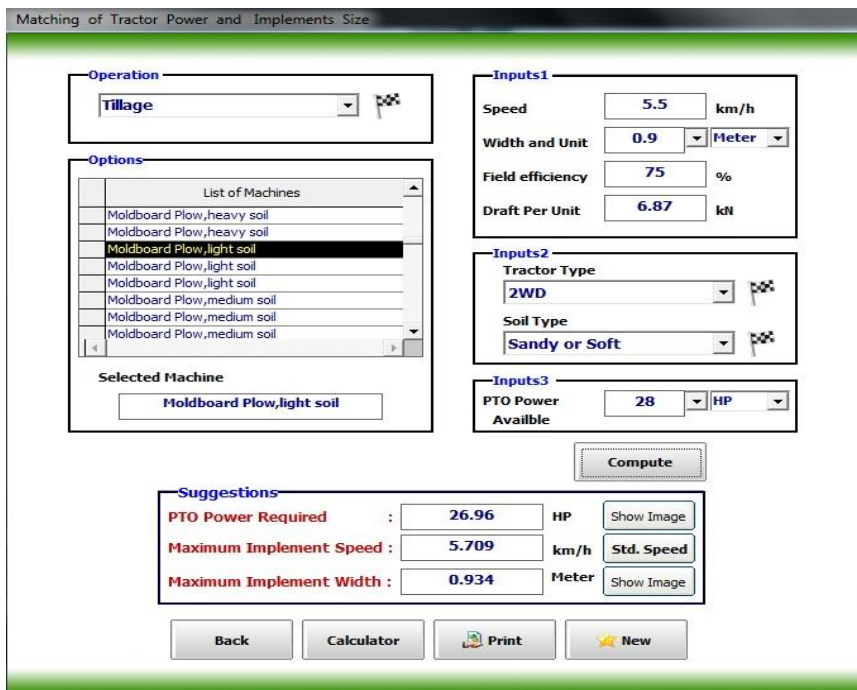 Matching of Tractor Power and Implements Size
Operation
Tillage
Options
List of Machines
Moldboard Plow,heavy soil
Moldboard Plow,heavy soil
Moldboard Plow,light soil
Moldboard Plow,light soil
Moldboard Plow,light soil
Moldboard Plow,medium soil
Moldboard Plow,medium soil
Moldboard Plow,medium soil
Selected Machine
Moldboard Plow,light soil
Inputs1
Speed 5.5 km/h
Width and Unit 0.9 Meter
Field efficiency 75 %
Draft Per Unit 6.87 kN
Inputs2
Tractor Type
2WD
Soil Type
Sandy or Soft
Inputs3
PTO Power 28 HP
Availble
Compute
Suggestions
PTO Power Required : 26.96 HP Show Image
Maximum Implement Speed : 5.709 km/h Std. Speed
Maximum Implement Width : 0.934 Meter Show Image
Back Calculator Print New